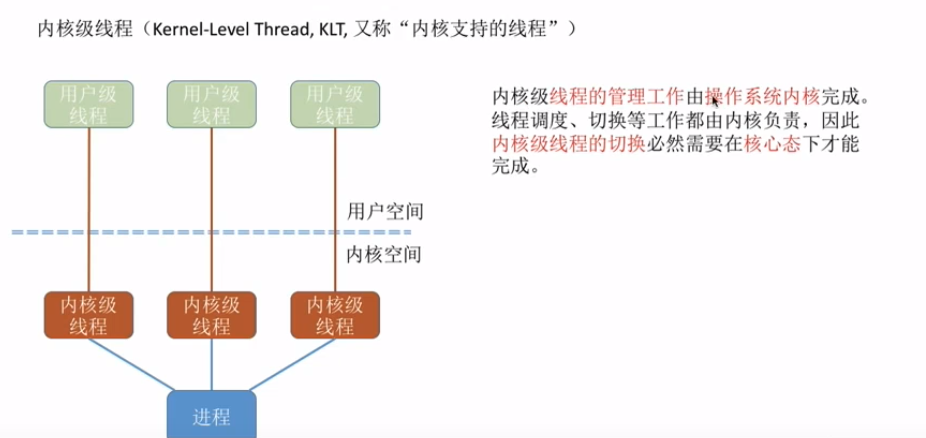 内核级线程（Kernel-Level Thread, KLT, 又称“内核支持的线程”）
用户级
线程
用户级
线程
用户级
线程
内核级线程的管理工作由操作系统内核完成。
线程调度、切换等工作都由内核负责，因此
内核级线程的切换必然需要在核心态下才能
完成。
用户空间
内核空间
内核级
线程
内核级
线程
内核级
线程
进程